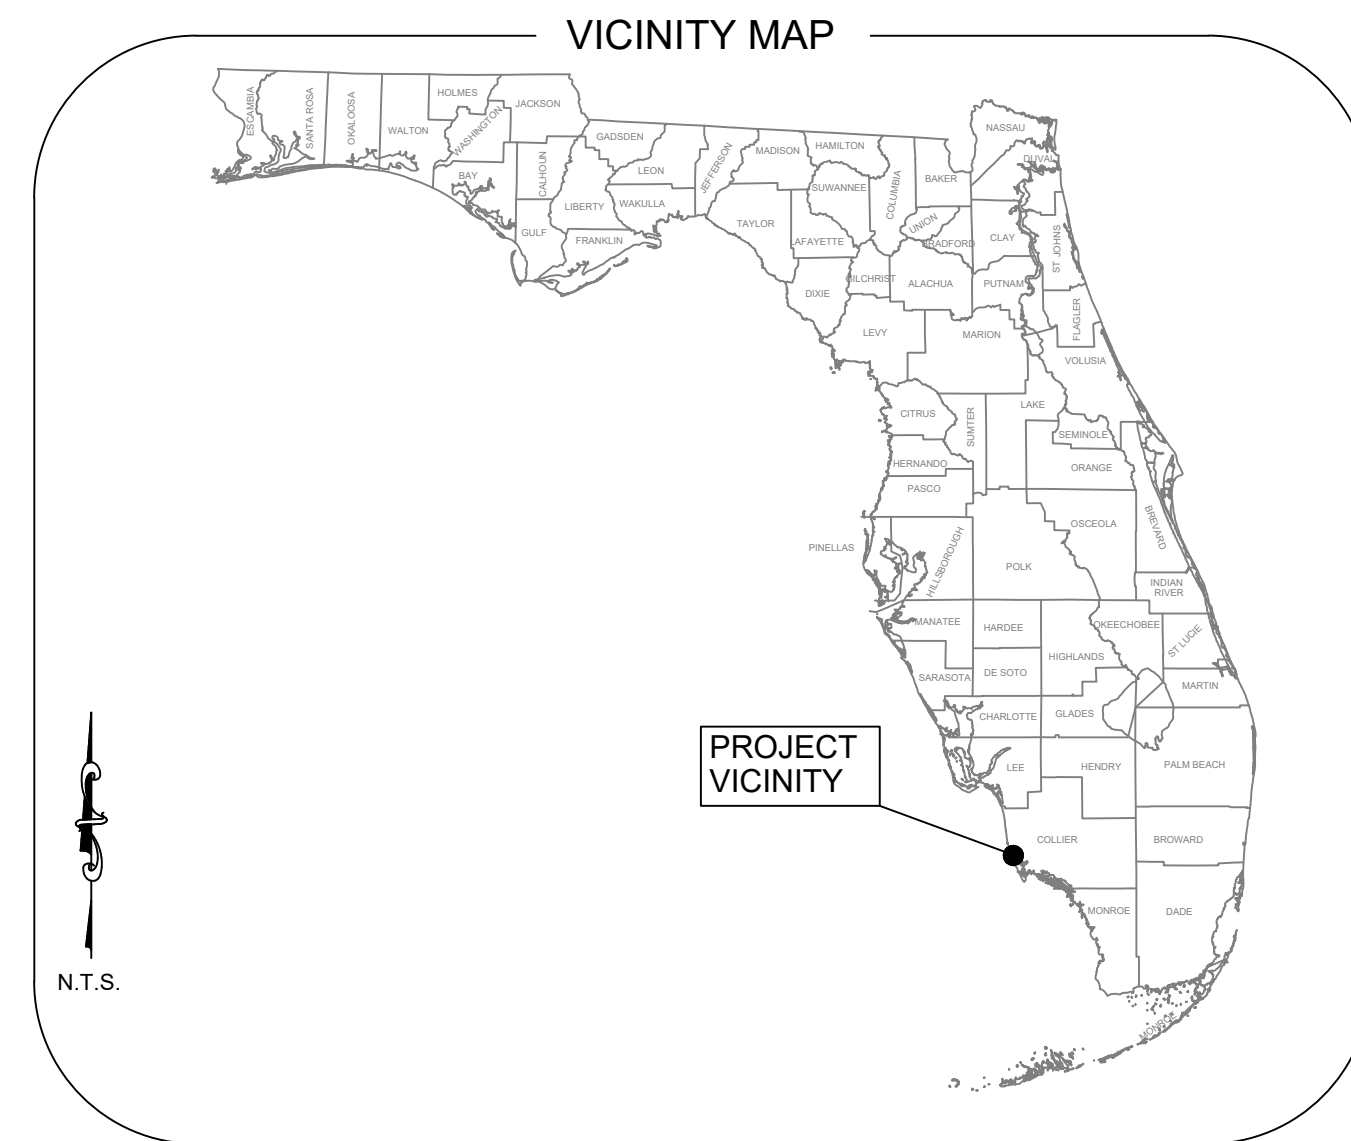 VICINITY MAP
ESCAMBIA
SANTA ROSA
OKALOOSA
WALTON
HOLMES
WASHINGTON
JACKSON
BAY
CALHOUN
GULF
GADSDEN
LIBERTY
FRANKLIN
LEON
WAKULLA
JEFFERSON
MADISON
TAYLOR
HAMILTON
SUWANNEE
LAFAYETTE
DIXIE
COLUMBIA
GILCHRIST
LEVY
BAKER
UNION
BRADFORD
ALACHUA
NASSAU
DUVAL
CLAY
ST JOHNS
PUTNAM
FLAGLER
MARION
VOLUSIA
CITRUS
SUMTER
LAKE
SEMINOLE
HERNANDO
ORANGE
PASCO
BREVARD
OSCEOLA
PINELLAS
HILLSBOROUGH
POLK
INDIAN
RIVER
MANATEE
HARDEE
OKEECHOBEE
ST LUCIE
HIGHLANDS
SARASOTA
DE SOTO
MARTIN
CHARLOTTE
GLADES
PROJECT
VICINITY
LEE
HENDRY
PALM BEACH
COLLIER
BROWARD
MONROE
DADE
MONROE
N.T.S.